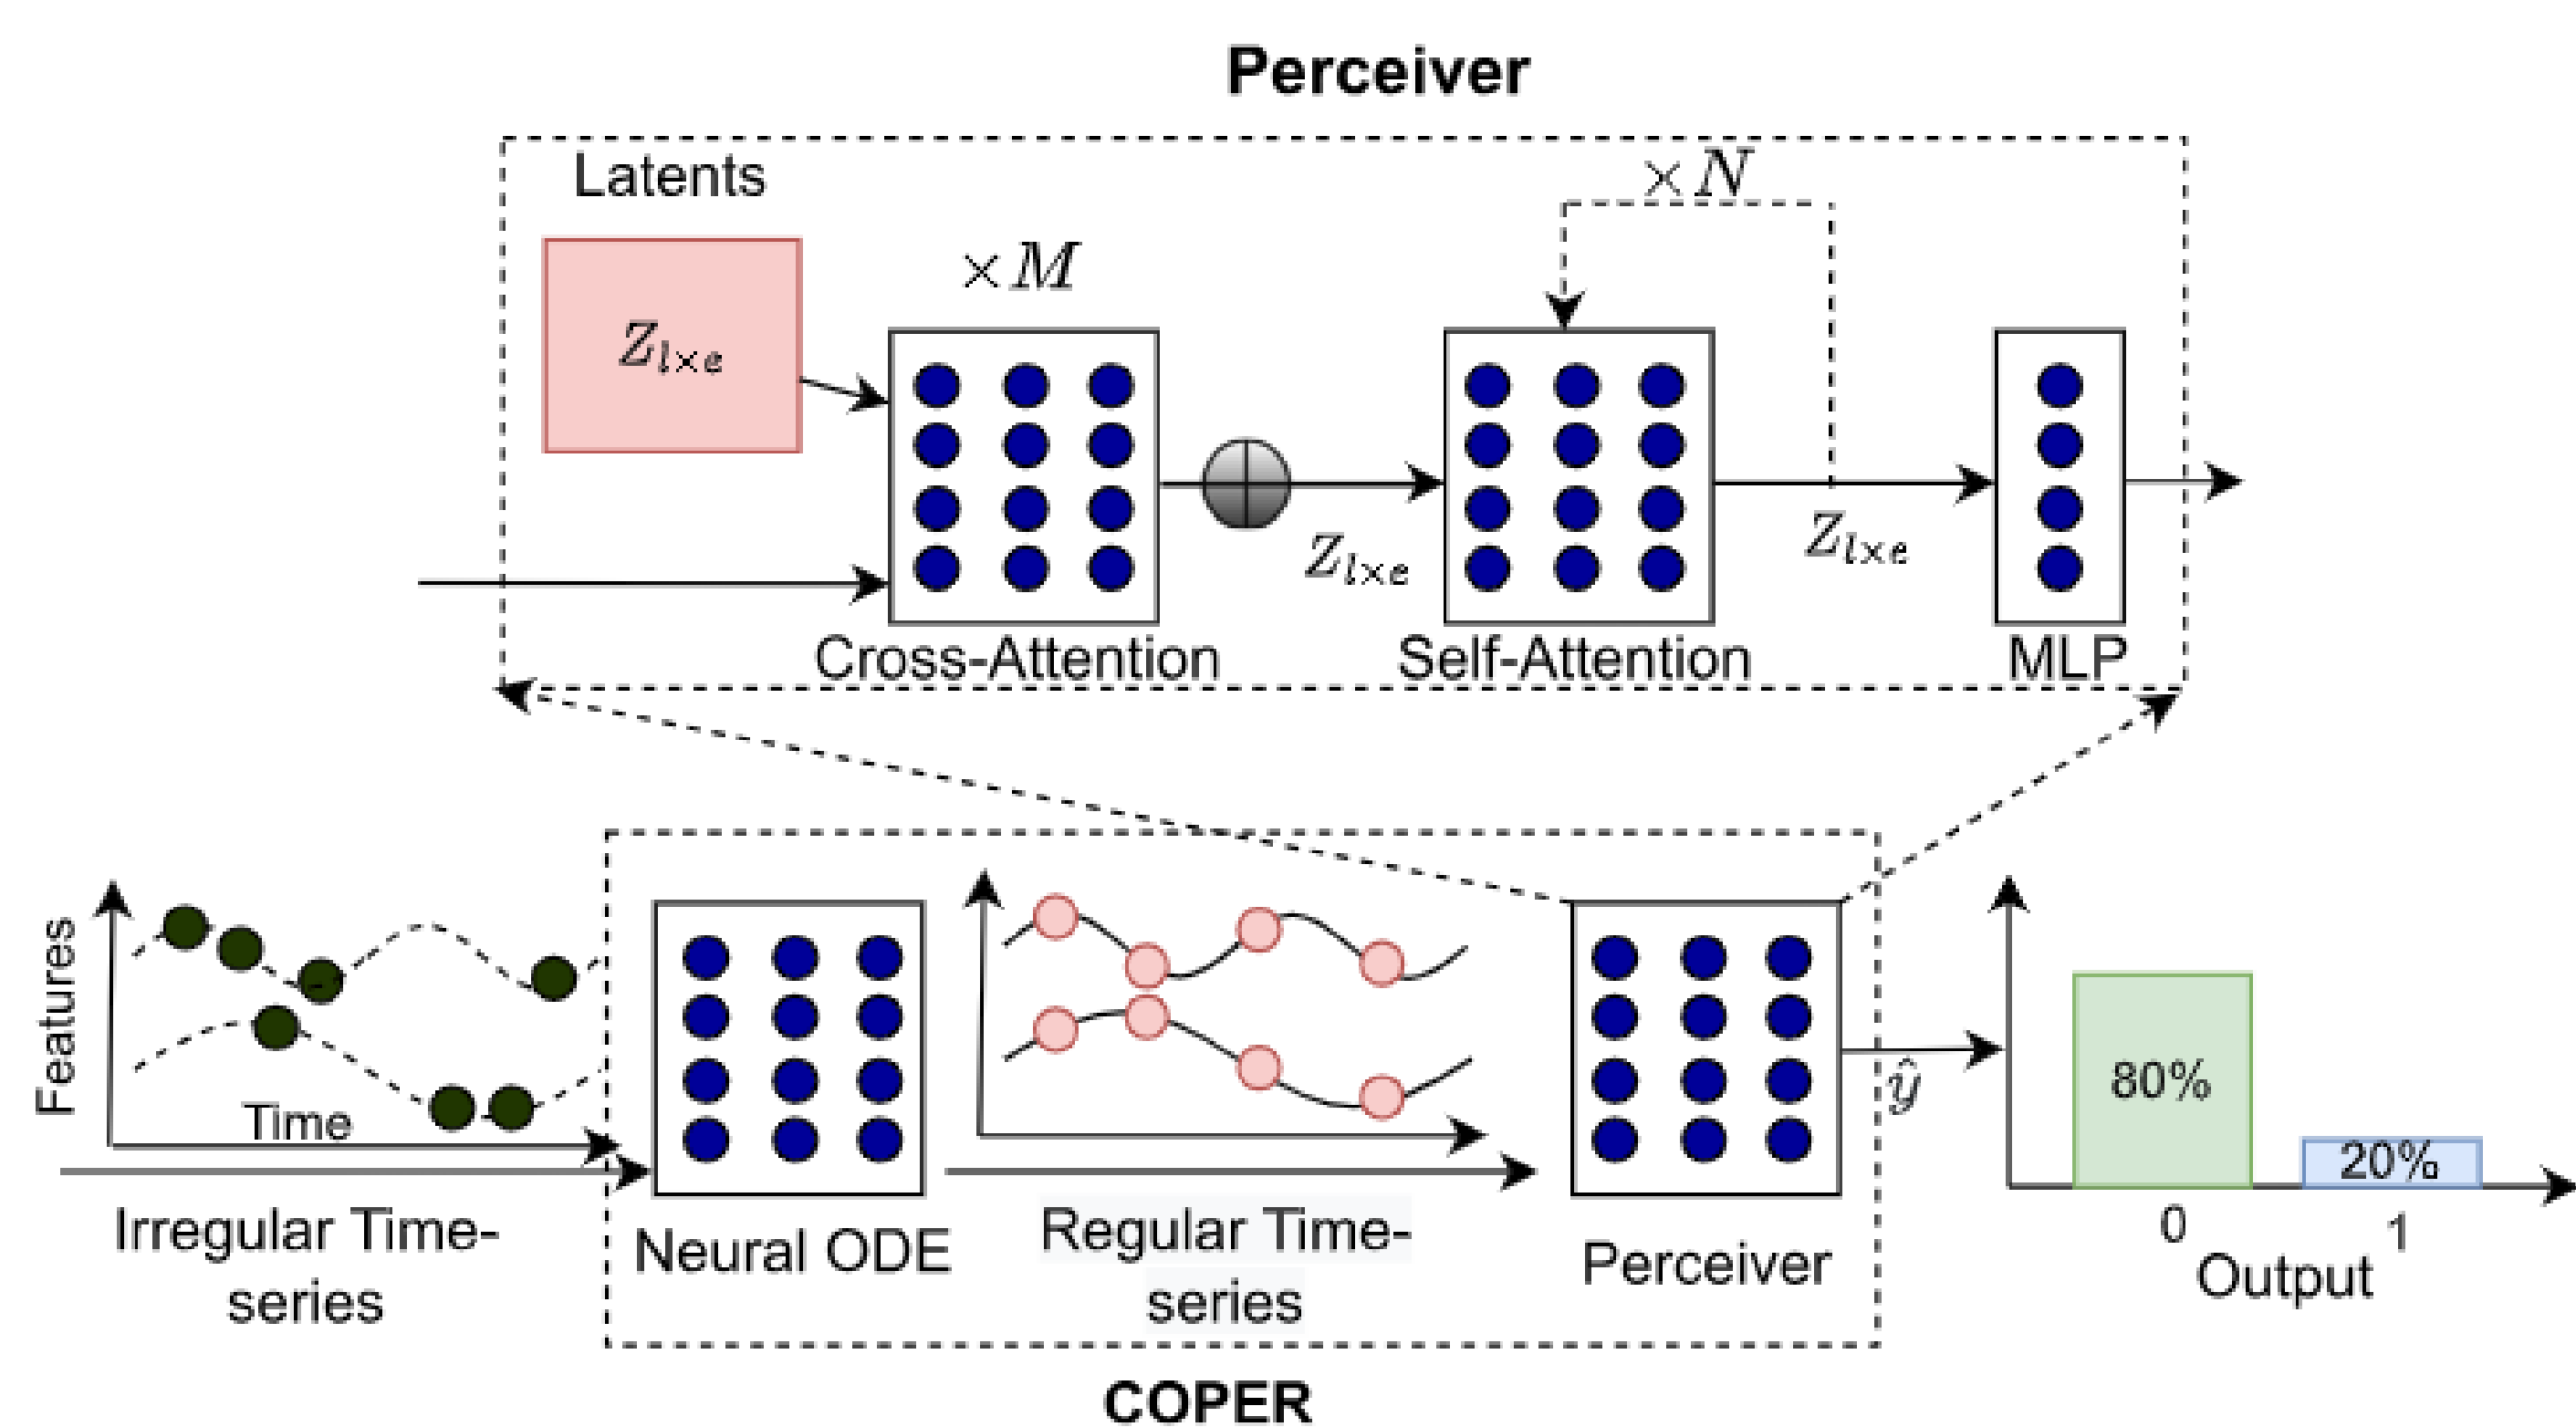 Perceiver
Latents
×N
×M
Z_{l×e}
Z_{l×e}
Z_{l×e}
Cross-Attention
Self-Attention
MLP
Features
Time
80%
ŷ
20%
0
1
Irregular Time-
series
Neural ODE
Regular Time-
series
Perceiver
Output
COPER